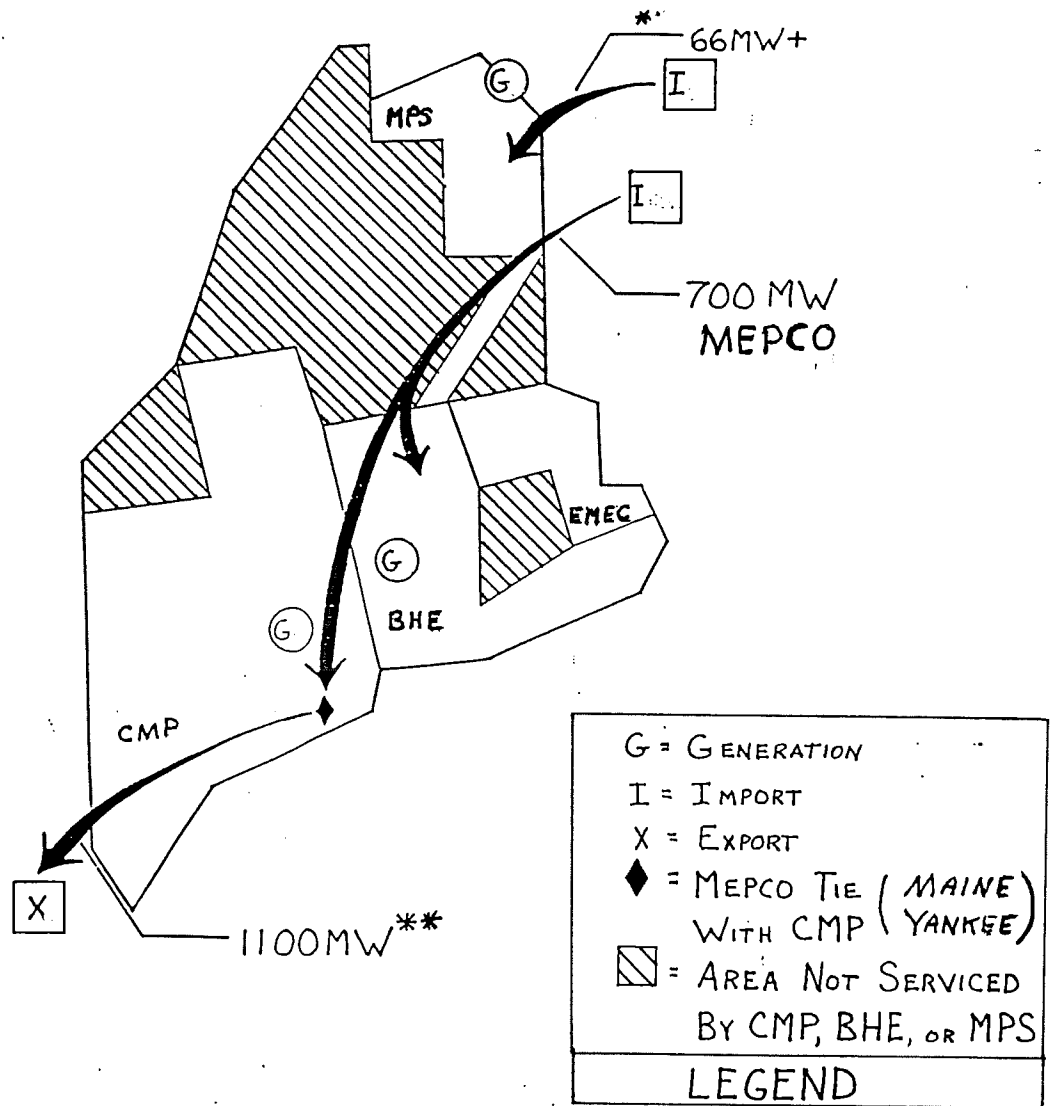 *
66MW+
G
I
MPS
I
700 MW
MEPCO
EMEC
G
BHE
G
CMP
X
1100MW**
G = GENERATION
I = IMPORT
X = EXPORT
♦ = MEPCO TIE ( MAINE
WITH CMP YANKEE )
= AREA NOT SERVICED
BY CMP, BHE, OR MPS
LEGEND